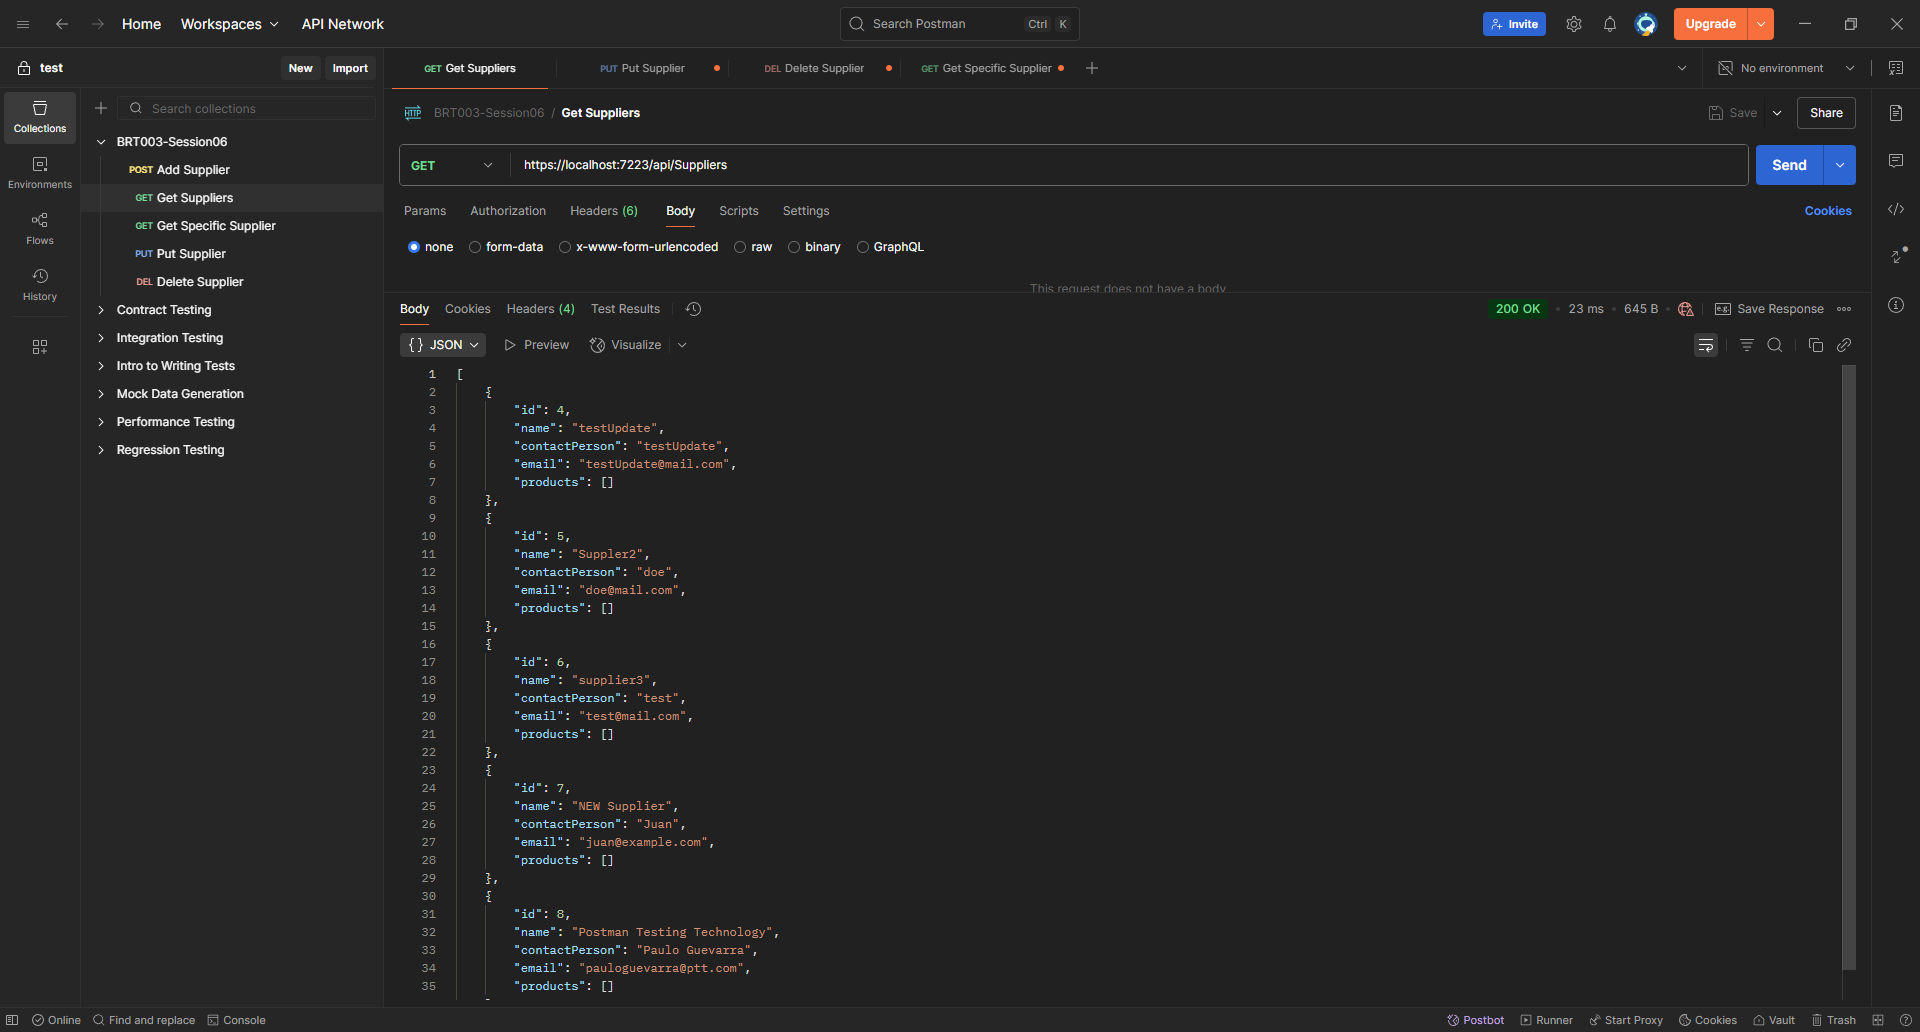 Home Workspaces API Network Search Postman Ctrl K Invite Upgrade
test New Import GET Get Suppliers PUT Put Supplier DEL Delete Supplier GET Get Specific Supplier No environment
Collections
Environments
Flows
History
Search collections
BRT003-Session06
POST Add Supplier
GET Get Suppliers
GET Get Specific Supplier
PUT Put Supplier
DEL Delete Supplier
Contract Testing
Integration Testing
Intro to Writing Tests
Mock Data Generation
Performance Testing
Regression Testing
HTTP BRT003-Session06 / Get Suppliers Save Share
GET https://localhost:7223/api/Suppliers Send
Params Authorization Headers (6) Body Scripts Settings Cookies
none form-data x-www-form-urlencoded raw binary GraphQL
This request does not have a body
Body Cookies Headers (4) Test Results 200 OK • 23 ms • 645 B e.g. Save Response
{} JSON Preview Visualize
1 [
2 {
3 "id": 4,
4 "name": "testUpdate",
5 "contactPerson": "testUpdate",
6 "email": "testUpdate@mail.com",
7 "products": []
8 },
9 {
10 "id": 5,
11 "name": "Suppler2",
12 "contactPerson": "doe",
13 "email": "doe@mail.com",
14 "products": []
15 },
16 {
17 "id": 6,
18 "name": "supplier3",
19 "contactPerson": "test",
20 "email": "test@mail.com",
21 "products": []
22 },
23 {
24 "id": 7,
25 "name": "NEW Supplier",
26 "contactPerson": "Juan",
27 "email": "juan@example.com",
28 "products": []
29 },
30 {
31 "id": 8,
32 "name": "Postman Testing Technology",
33 "contactPerson": "Paulo Guevarra",
34 "email": "pauloguevarra@ptt.com",
35 "products": []
Online Find and replace Console Postbot Runner Start Proxy Cookies Vault Trash